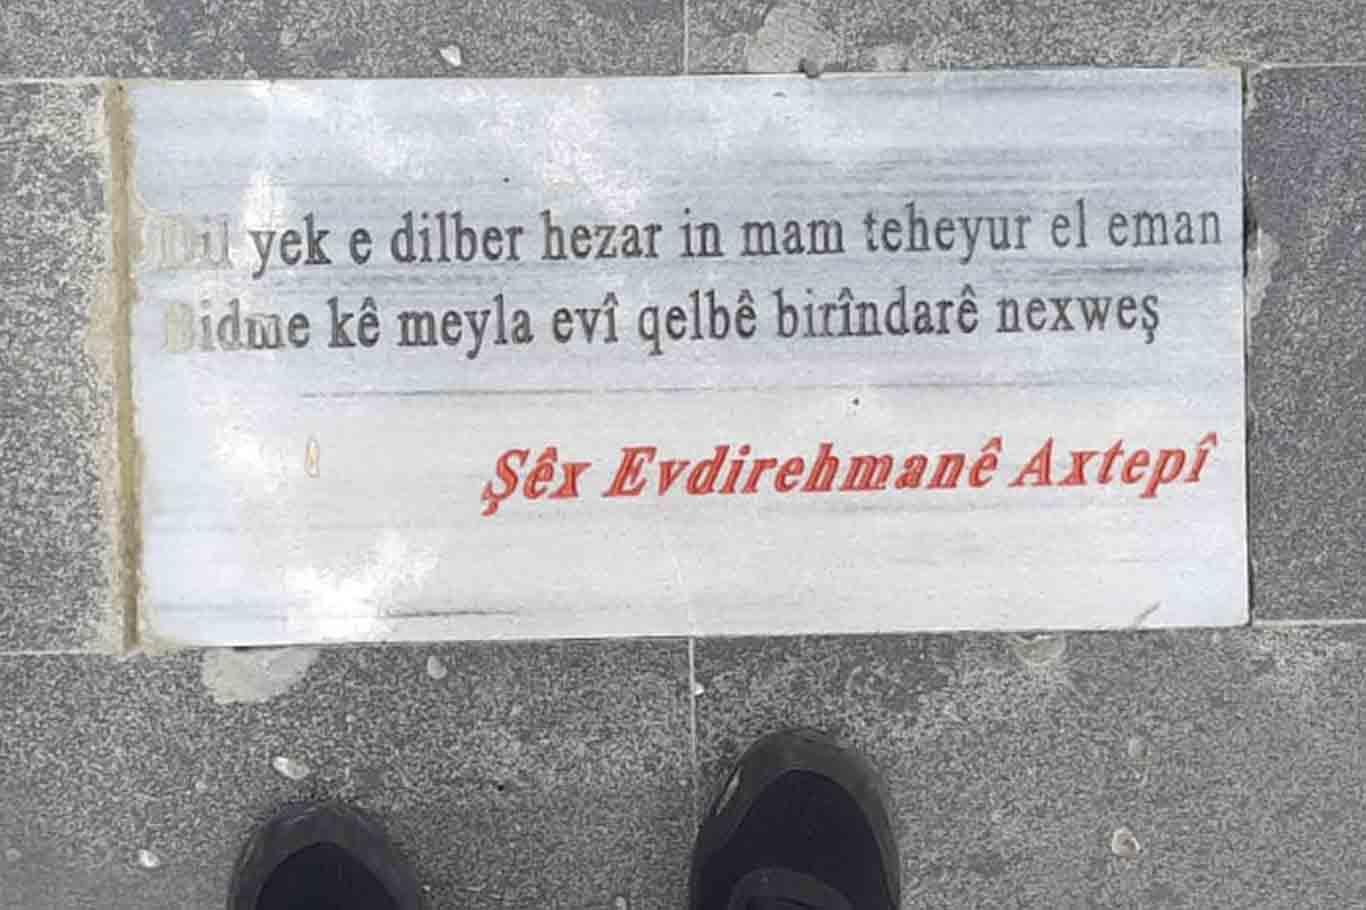 Dil yek e dilber hezar in mam teheyur el eman
Bidme kê meyla evî qelbê birîndarê nexweş
Şêx Evdirehmanê Axtepî